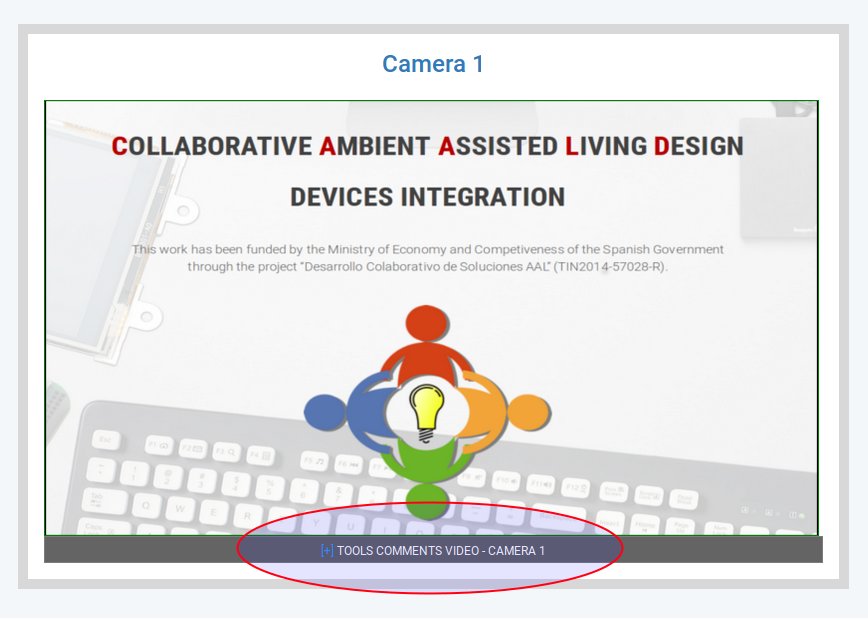 Camera 1
COLLABORATIVE AMBIENT ASSISTED LIVING DESIGN
DEVICES INTEGRATION
This work has been funded by the Ministry of Economy and Competiveness of the Spanish Government
through the project "Desarrollo Colaborativo de Soluciones AAL" (TIN2014-57028-R).
[+] TOOLS COMMENTS VIDEO - CAMERA 1